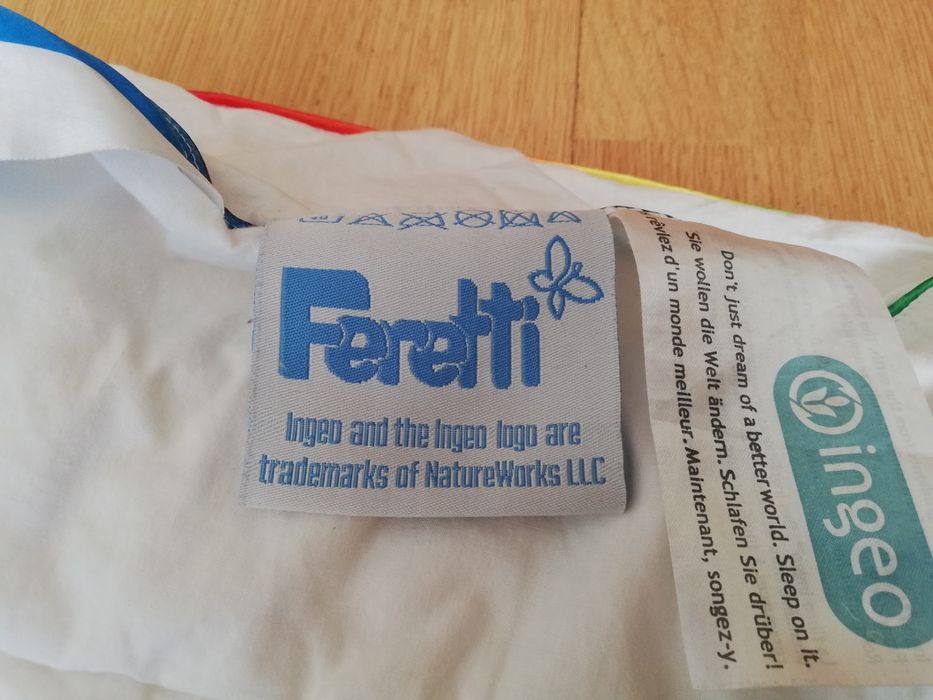 Feretti
Ingeo and the Ingeo logo are
trademarks of NatureWorks LLC
ingeo
Don't just dream of a better world. Sleep on it.
Sie wollen die Welt ändern. Schlafen Sie drüber!
rêviez d'un monde meilleur. Maintenant, songez-y.